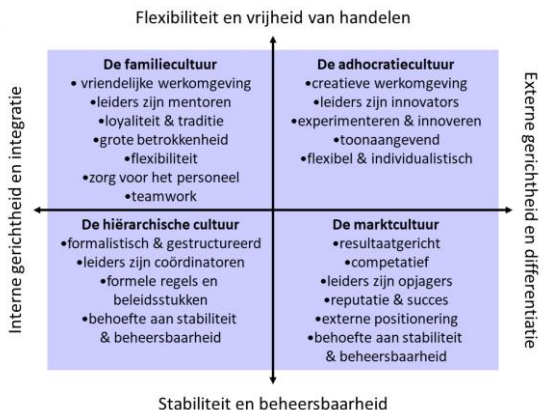 Flexibiliteit en vrijheid van handelen
Interne gerichtheid en integratie
De familiecultuur
• vriendelijke werkomgeving
•leiders zijn mentoren
•loyaliteit & traditie
•grote betrokkenheid
•flexibiliteit
•zorg voor het personeel
•teamwork
De adhocratiecultuur
•creatieve werkomgeving
•leiders zijn innovators
•experimenteren & innoveren
•toonaangevend
•flexibel & individualistisch
De hiërarchische cultuur
•formalistisch & gestructureerd
•leiders zijn coördinatoren
•formele regels en
beleidsstukken
•behoefte aan stabiliteit
& beheersbaarheid
De marktcultuur
•resultaatgericht
•competatief
•leiders zijn opjagers
•reputatie & succes
•externe positionering
•behoefte aan stabiliteit
& beheersbaarheid
Externe gerichtheid en differentiatie
Stabiliteit en beheersbaarheid